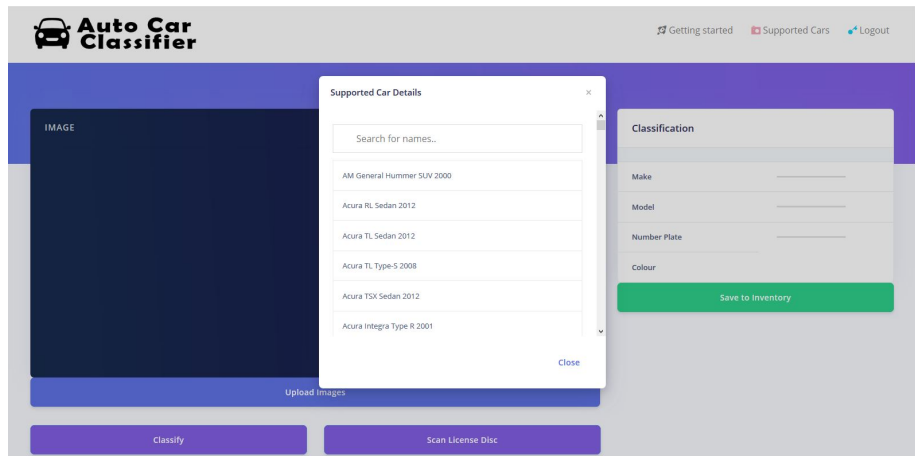 Auto Car
Classifier
Getting started
Supported Cars
Logout
Supported Car Details
×
IMAGE
Search for names..
AM General Hummer SUV 2000
Acura RL Sedan 2012
Acura TL Sedan 2012
Acura TL Type-S 2008
Acura TSX Sedan 2012
Acura Integra Type R 2001
Close
Classification
Make
Model
Number Plate
Colour
Save to Inventory
Upload Images
Classify
Scan License Disc